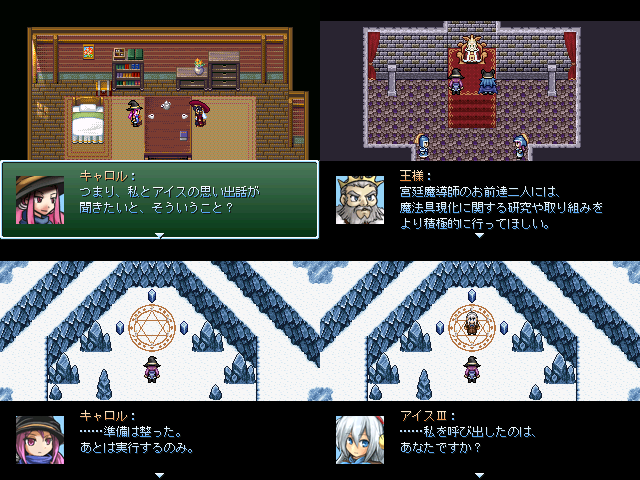 キャロル：
つまり、私とアイスの思い出話が
聞きたいと、そういうこと？
王様：
宮廷魔導師のお前達二人には、
魔法具現化に関する研究や取り組みを
より積極的に行ってほしい。
キャロル：
……準備は整った。
あとは実行するのみ。
アイスⅢ：
……私を呼び出したのは、
あなたですか？